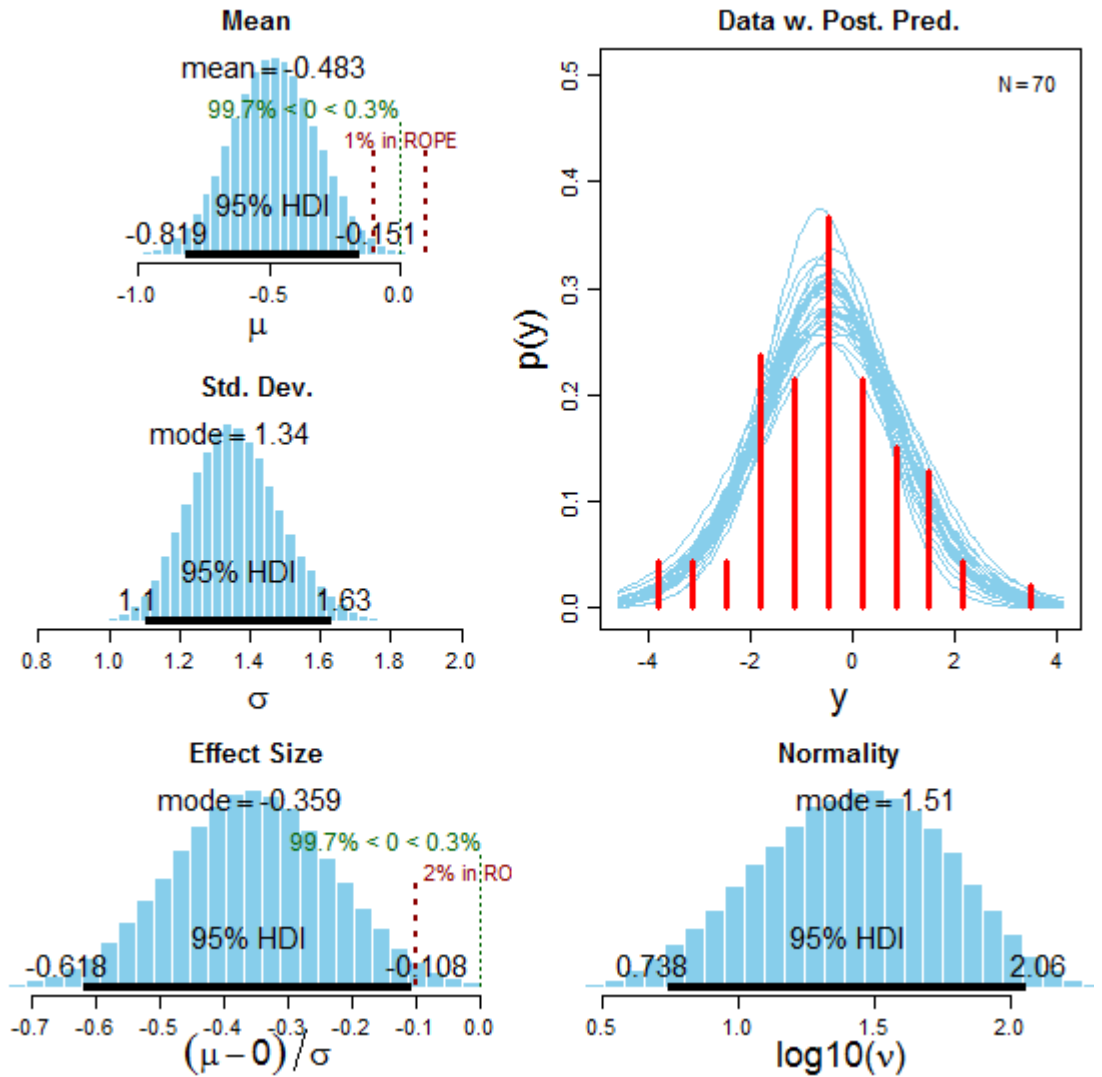 Mean
mean = -0.483
99.7% < 0 < 0.3%
1% in ROPE
95% HDI
-0.819 -0.151
-1.0 -0.5 0.0
μ
Data w. Post. Pred.
N = 70
0.5
0.4
0.3
0.2
0.1
0.0
p(y)
-4 -2 0 2 4
y
Std. Dev.
mode = 1.34
95% HDI
1.1 1.63
0.8 1.0 1.2 1.4 1.6 1.8 2.0
σ
Effect Size
mode = -0.359
99.7% < 0 < 0.3%
2% in RO
95% HDI
-0.618 -0.108
-0.7 -0.6 -0.5 -0.4 -0.3 -0.2 -0.1 0.0
(μ − 0)/σ
Normality
mode = 1.51
95% HDI
0.738 2.06
0.5 1.0 1.5 2.0
log10(ν)